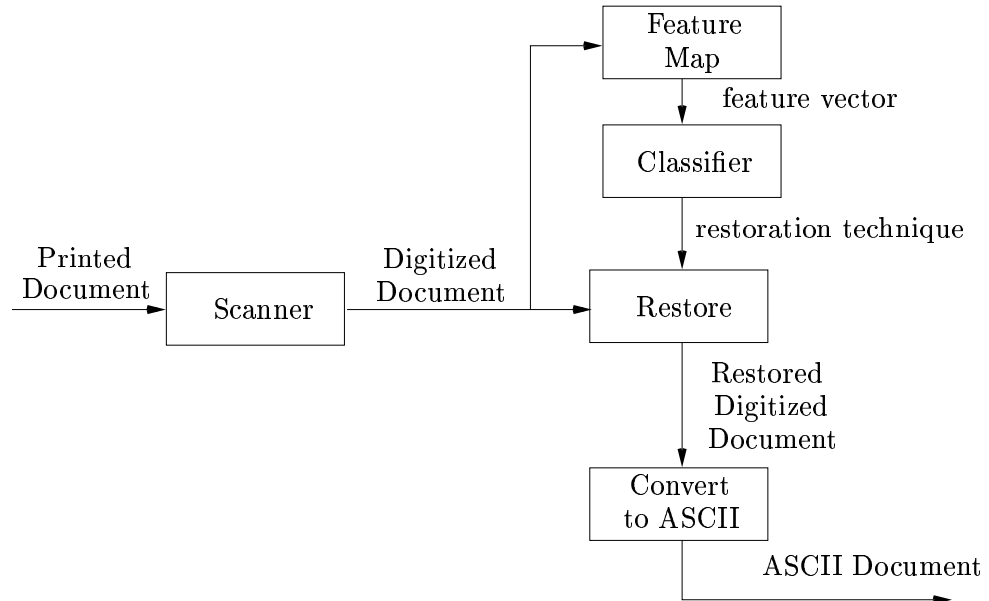 Feature
Map
feature vector
Classifier
restoration technique
Printed
Document
Scanner
Digitized
Document
Restore
Restored
Digitized
Document
Convert
to ASCII
ASCII Document